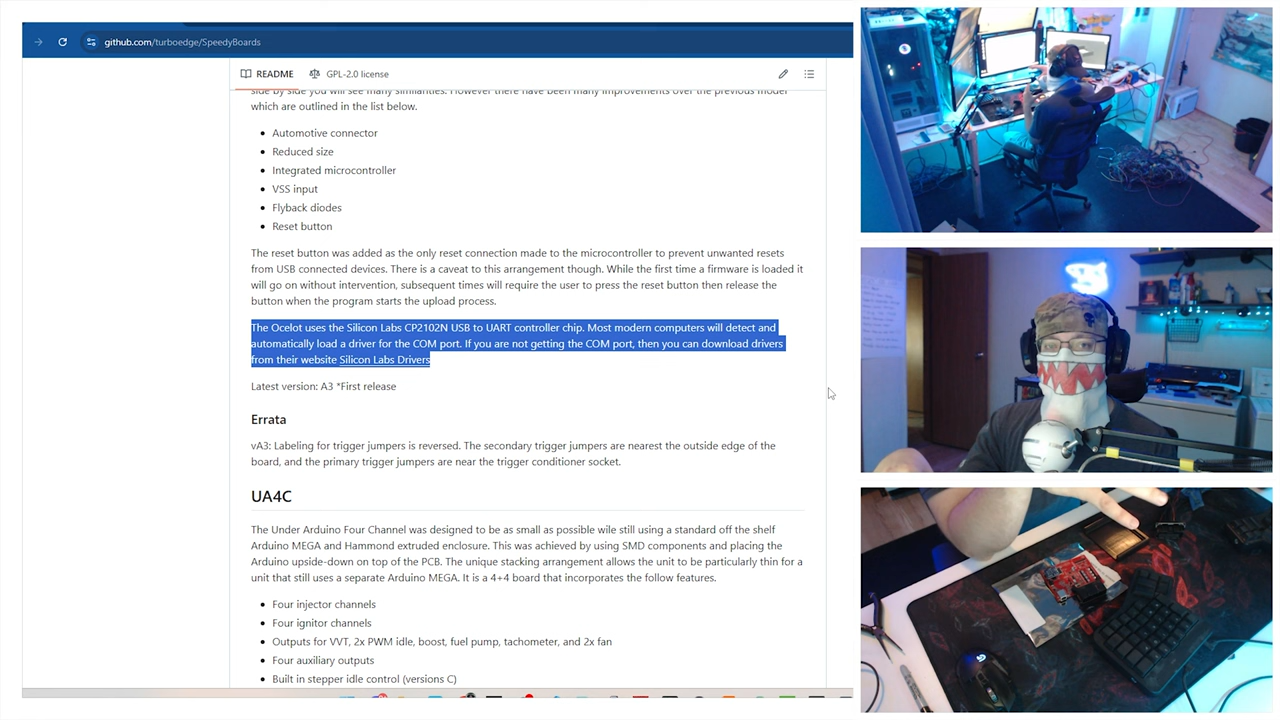 github.com/turboedge/SpeedyBoards
README
GPL-2.0 license
side by side you will see many similarities. However there have been many improvements over the previous model
which are outlined in the list below.
Automotive connector
Reduced size
Integrated microcontroller
VSS input
Flyback diodes
Reset button
The reset button was added as the only reset connection made to the microcontroller to prevent unwanted resets
from USB connected devices. There is a caveat to this arrangement though. While the first time a firmware is loaded it
will go on without intervention, subsequent times will require the user to press the reset button then release the
button when the program starts the upload process.
The Ocelot uses the Silicon Labs CP2102N USB to UART controller chip. Most modern computers will detect and
automatically load a driver for the COM port. If you are not getting the COM port, then you can download drivers
from their website Silicon Labs Drivers
Latest version: A3 *First release
Errata
vA3: Labeling for trigger jumpers is reversed. The secondary trigger jumpers are nearest the outside edge of the
board, and the primary trigger jumpers are near the trigger conditioner socket.
UA4C
The Under Arduino Four Channel was designed to be as small as possible wile still using a standard off the shelf
Arduino MEGA and Hammond extruded enclosure. This was achieved by using SMD components and placing the
Arduino upside-down on top of the PCB. The unique stacking arrangement allows the unit to be particularly thin for a
unit that still uses a separate Arduino MEGA. It is a 4+4 board that incorporates the follow features.
Four injector channels
Four ignitor channels
Outputs for VVT, 2x PWM idle, boost, fuel pump, tachometer, and 2x fan
Four auxiliary outputs
Built in stepper idle control (versions C)